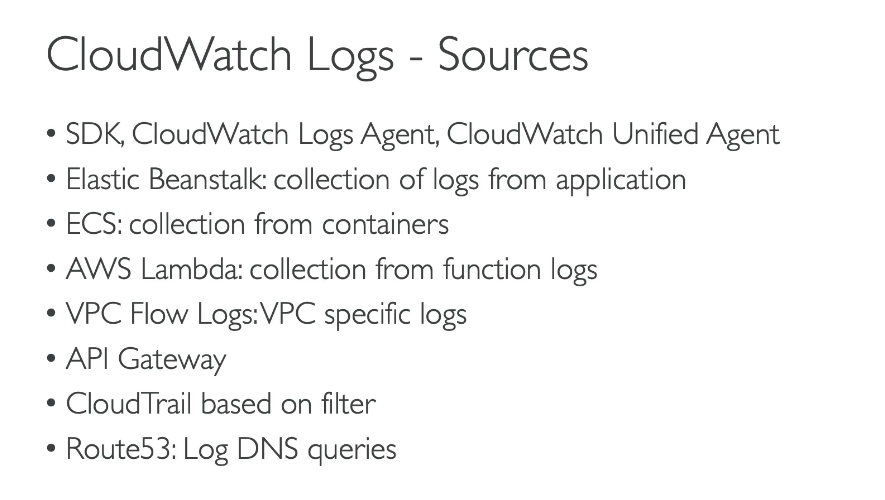 CloudWatch Logs - Sources
• SDK, CloudWatch Logs Agent, CloudWatch Unified Agent
• Elastic Beanstalk: collection of logs from application
• ECS: collection from containers
• AWS Lambda: collection from function logs
• VPC Flow Logs: VPC specific logs
• API Gateway
• CloudTrail based on filter
• Route53: Log DNS queries